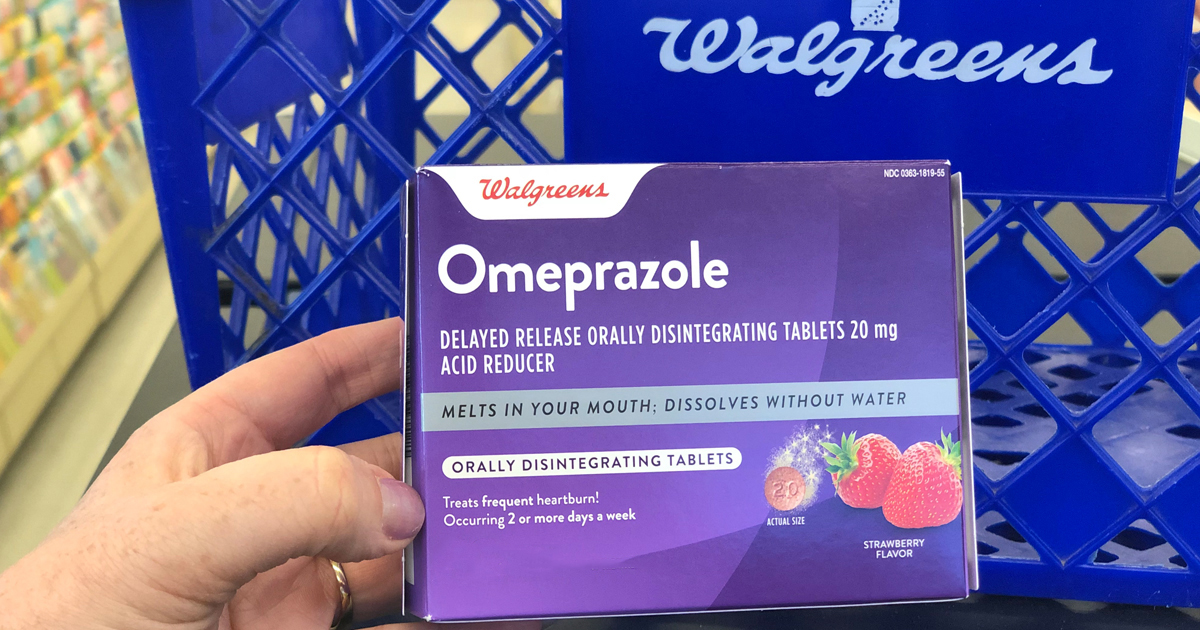 Walgreens
Walgreens
NDC 0363-1819-55
Omeprazole
DELAYED RELEASE ORALLY DISINTEGRATING TABLETS 20 mg
ACID REDUCER
MELTS IN YOUR MOUTH; DISSOLVES WITHOUT WATER
ORALLY DISINTEGRATING TABLETS
Treats frequent heartburn!
Occurring 2 or more days a week
20
ACTUAL SIZE
STRAWBERRY
FLAVOR